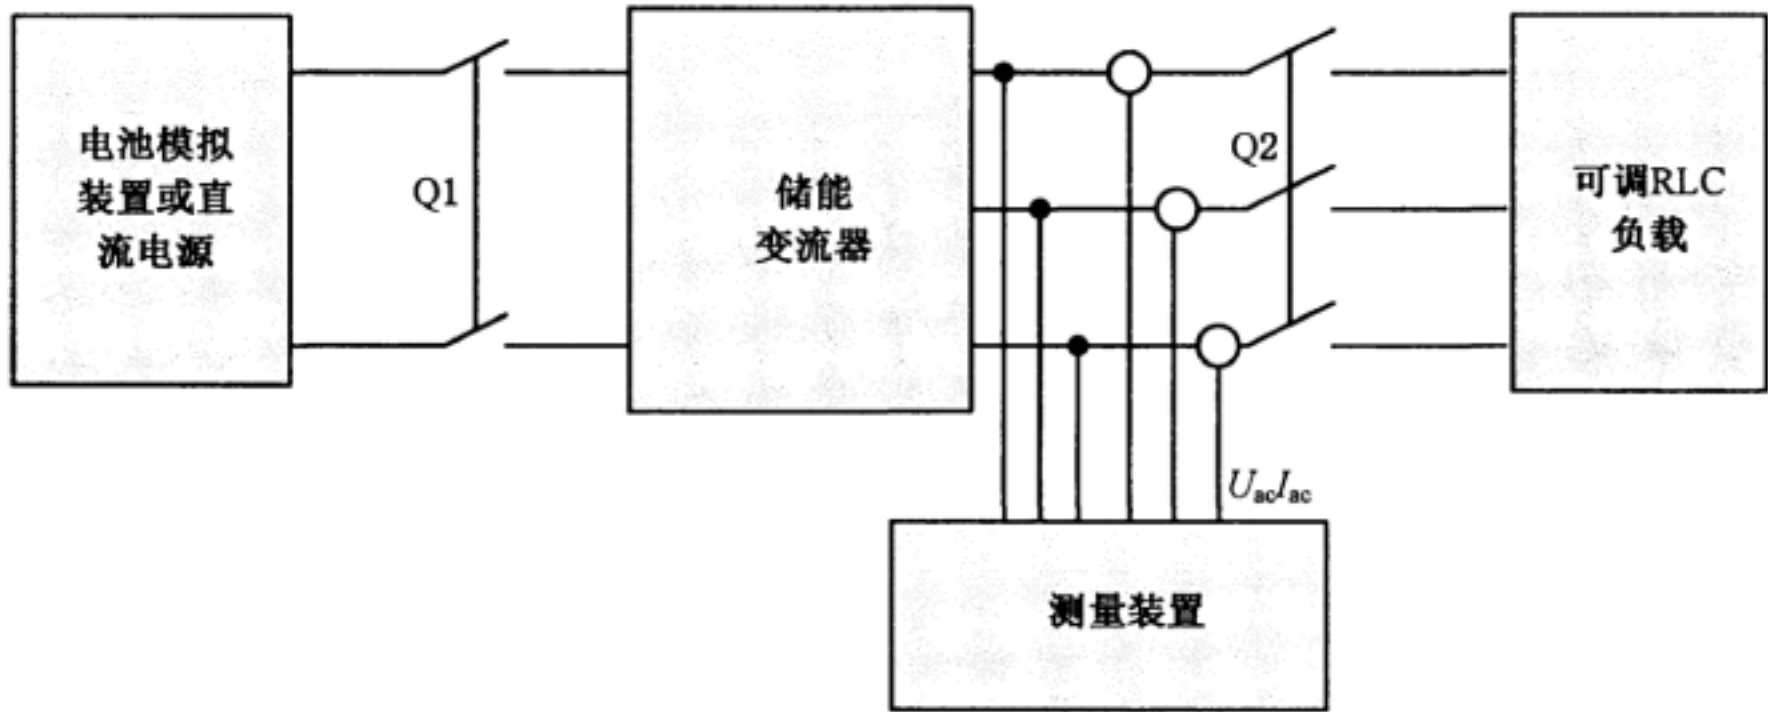 电池模拟
装置或直
流电源
Q1
储能
变流器
Q2
可调RLC
负载
UacIac
测量装置